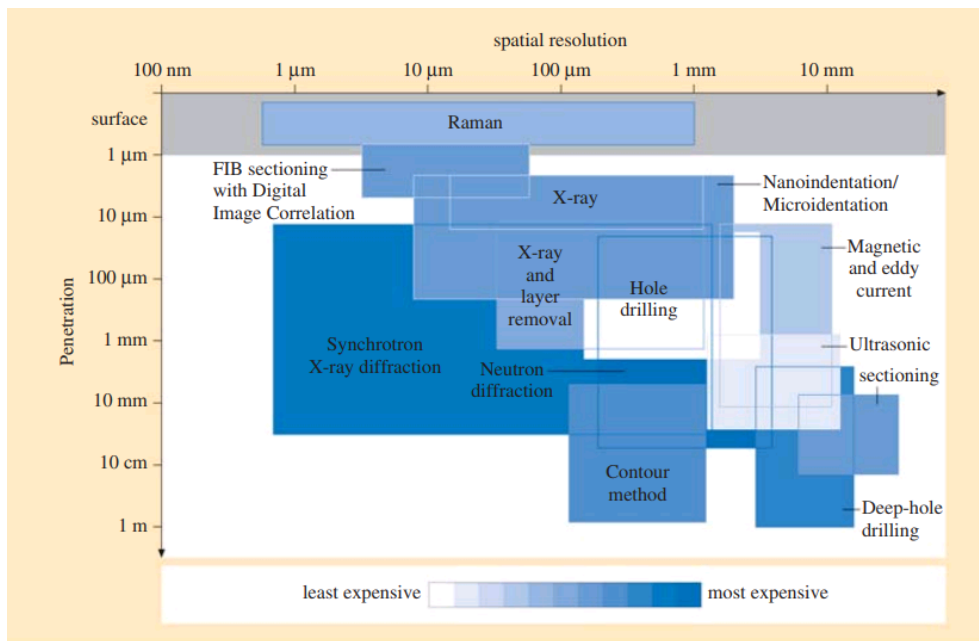 spatial resolution
100 nm
1 μm
10 μm
100 μm
1 mm
10 mm
Penetration
surface
1 μm
10 μm
100 μm
1 mm
10 mm
10 cm
1 m
Raman
FIB sectioning
with Digital
Image Correlation
X-ray
Nanoindentation/
Microidentation
X-ray
and
layer
removal
Hole
drilling
Magnetic
and eddy
current
Synchrotron
X-ray diffraction
Neutron
diffraction
Ultrasonic
sectioning
Contour
method
Deep-hole
drilling
least expensive
most expensive